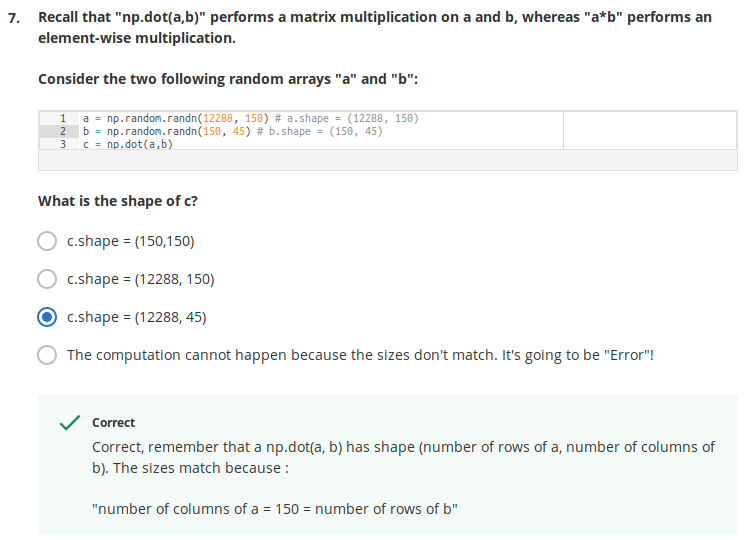 7. Recall that "np.dot(a,b)" performs a matrix multiplication on a and b, whereas "a*b" performs an
element-wise multiplication.
Consider the two following random arrays "a" and "b":
1 a = np.random.randn(12288, 150) # a.shape = (12288, 150)
2 b = np.random.randn(150, 45) # b.shape = (150, 45)
3 c = np.dot(a,b)
What is the shape of c?
c.shape = (150,150)
c.shape = (12288, 150)
c.shape = (12288, 45)
The computation cannot happen because the sizes don't match. It's going to be "Error"!
Correct
Correct, remember that a np.dot(a, b) has shape (number of rows of a, number of columns of
b). The sizes match because :
"number of columns of a = 150 = number of rows of b"